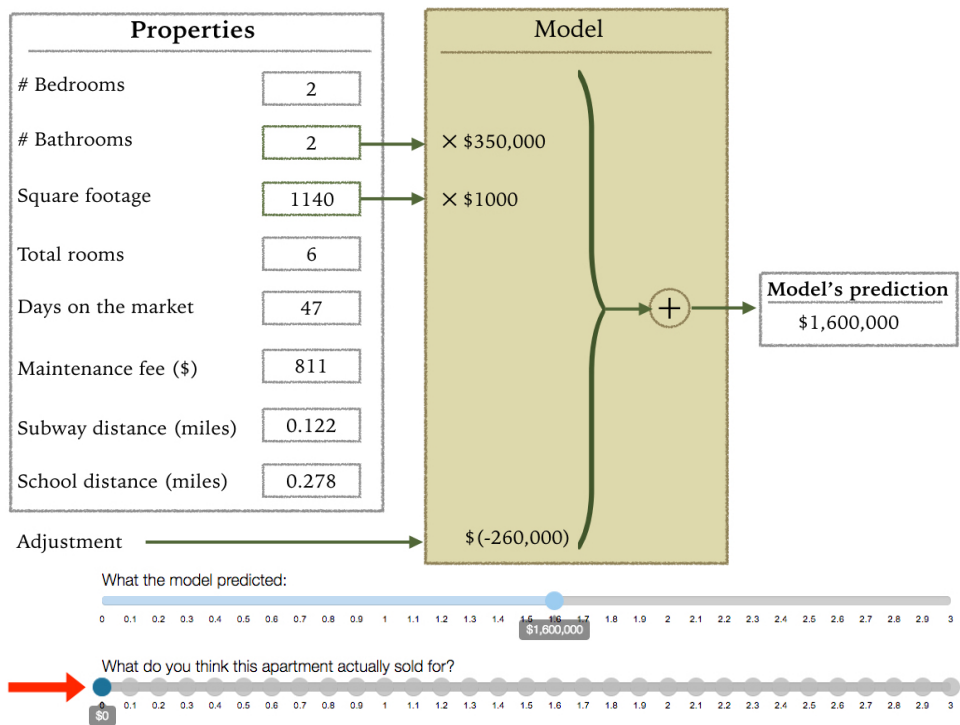 Properties
# Bedrooms 2
# Bathrooms 2
Square footage 1140
Total rooms 6
Days on the market 47
Maintenance fee ($) 811
Subway distance (miles) 0.122
School distance (miles) 0.278
Adjustment
Model
× $350,000
× $1000
$(-260,000)
+
Model's prediction
$1,600,000
What the model predicted:
0 0.1 0.2 0.3 0.4 0.5 0.6 0.7 0.8 0.9 1 1.1 1.2 1.3 1.4 1.5 1.6 1.7 1.8 1.9 2 2.1 2.2 2.3 2.4 2.5 2.6 2.7 2.8 2.9 3
$1,600,000
What do you think this apartment actually sold for?
0 0.1 0.2 0.3 0.4 0.5 0.6 0.7 0.8 0.9 1 1.1 1.2 1.3 1.4 1.5 1.6 1.7 1.8 1.9 2 2.1 2.2 2.3 2.4 2.5 2.6 2.7 2.8 2.9 3
$0